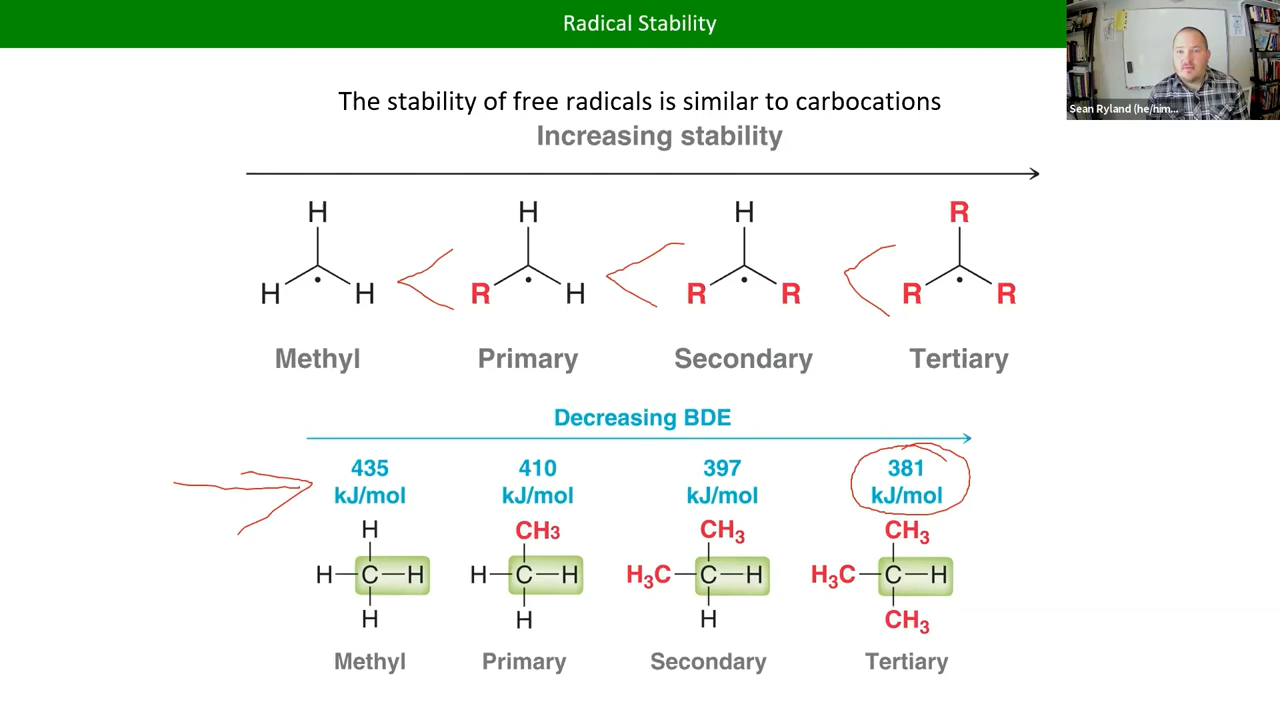 Radical Stability
Sean Ryland (he/him...
The stability of free radicals is similar to carbocations
Increasing stability
H H H R
H H R H R R R R
Methyl Primary Secondary Tertiary
Decreasing BDE
435 410 397 381
kJ/mol kJ/mol kJ/mol kJ/mol
H CH3 CH₃ CH₃
H—C—H H—C—H H₃C—C—H H₃C—C—H
H H H CH₃
Methyl Primary Secondary Tertiary